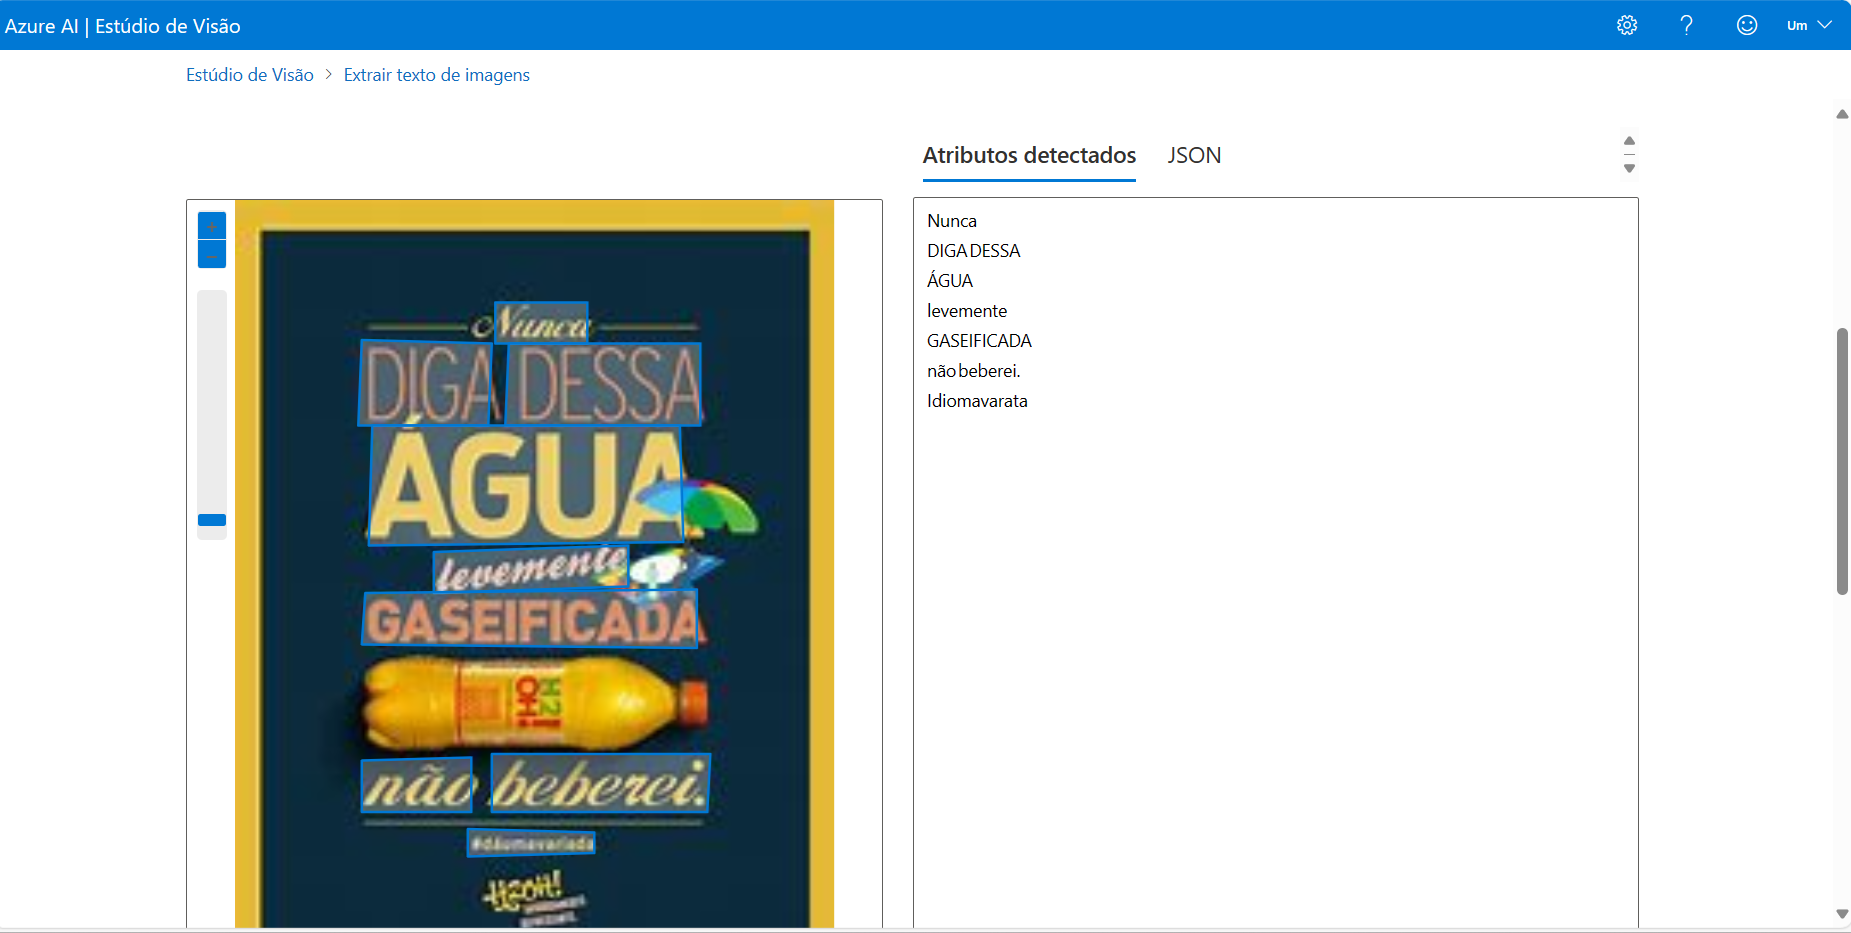 Azure AI | Estúdio de Visão
Um
Estúdio de Visão > Extrair texto de imagens
Atributos detectados JSON
Nunca
DIGA DESSA
ÁGUA
levemente
GASEIFICADA
H2OH!
não beberei.
#dáumavariada
H2OH!
Nunca
DIGA DESSA
ÁGUA
levemente
GASEIFICADA
não beberei.
Idiomavarata